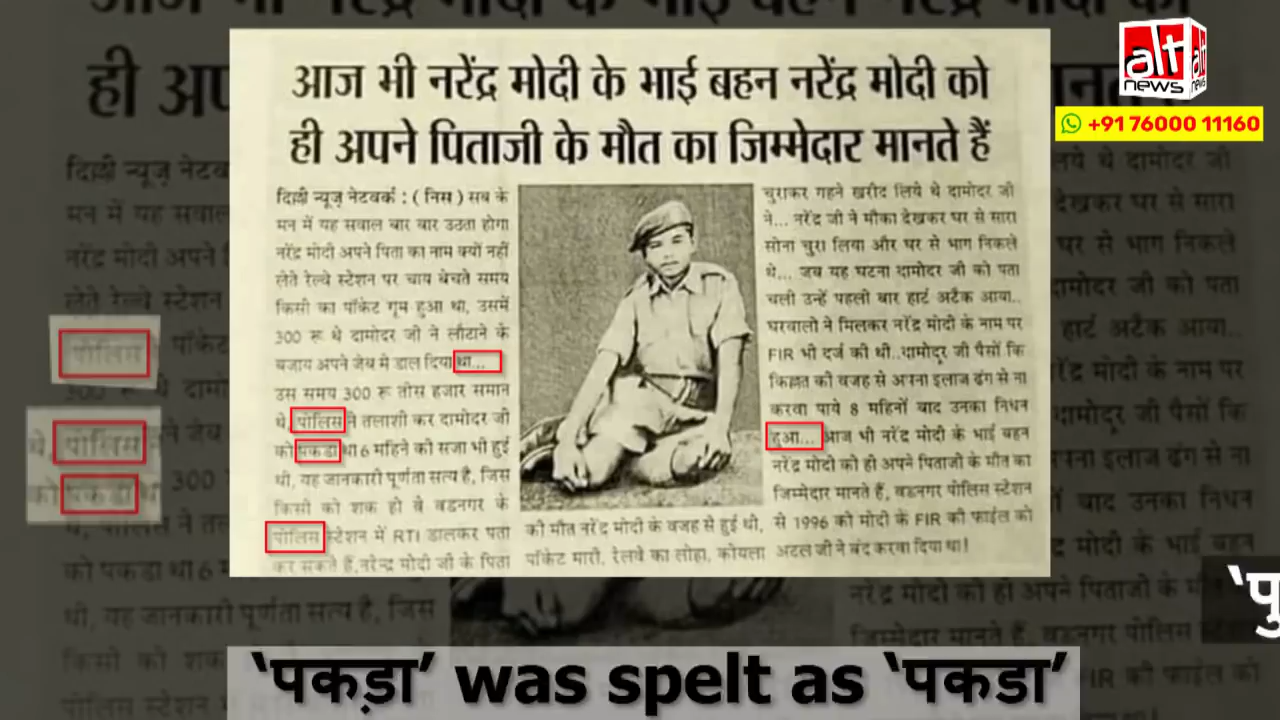 alt
news
+91 76000 11160
आज भी नरेंद्र मोदी के भाई बहन नरेंद्र मोदी को
ही अपने पिताजी के मौत का जिम्मेदार मानते हैं
दिल्ली न्यूज़ नेटवर्क : ( निस ) सब के
मन में यह सवाल बार बार उठता होगा
नरेंद्र मोदी अपने पिता का नाम क्यों नहीं
लेते रेल्वे स्टेशन पर चाय बेचते समय
किसी का पॉकेट गूम हुआ था, उसमें
300 रू थे दामोदर जी ने लौटाने के
बजाय अपने जेब मे डाल दिया था...
उस समय 300 रू तीस हजार समान
थे, पोलिस ने तलाशी कर दामोदर जी
को पकडा था 6 महिने की सजा भी हुई
थी, यह जानकारी पूर्णता सत्य है, जिस
किसी को शक हो वे वडनगर के
पोलिस स्टेशन में RTI डालकर पता
कर सकते हैं, नरेन्द्र मोदी जी के पिता
की मौत नरेंद्र मोदी के वजह से हुई थी,
पॉकेट मारी, रेलवे का लोहा, कोयला
चुराकर गहने खरीद लिये थे दामोदर जी
ने... नरेंद्र जी ने मौका देखकर घर से सारा
सोना चुरा लिया और घर से भाग निकले
थे... जब यह घटना दामोदर जी को पता
चली उन्हें पहली बार हार्ट अटैक आया..
घरवालो ने मिलकर नरेंद्र मोदी के नाम पर
FIR भी दर्ज की थी..दामोदर जी पैसों कि
किल्लत की वजह से अपना इलाज ढंग से ना
करवा पाये 8 महिनों बाद उनका निधन
हुआ... आज भी नरेंद्र मोदी के भाई बहन
नरेंद्र मोदी को ही अपने पिताजी के मौत का
जिम्मेदार मानते हैं, वडनगर पोलिस स्टेशन
से 1996 को मोदी के FIR की फाईल को
अटल जी ने बंद करवा दिया था!
पोलिस
थे, पोलिस ने
को पकडा था
'पु
'पकड़ा' was spelt as 'पकडा'